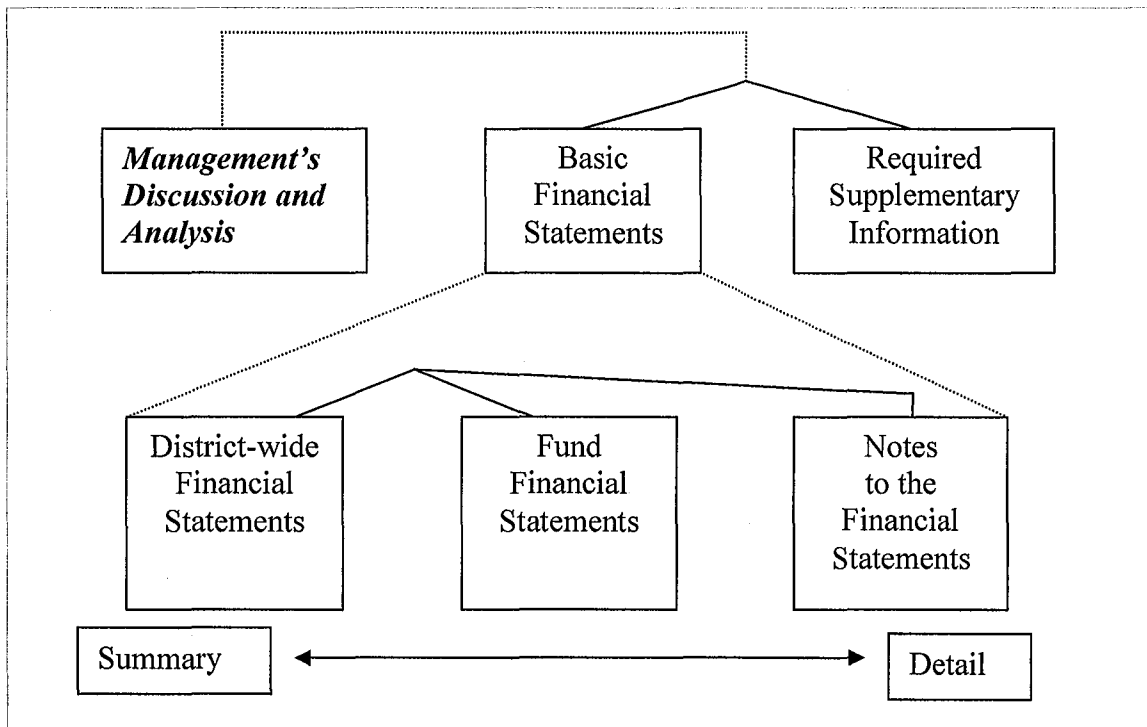 Management's
Discussion and
Analysis
Basic
Financial
Statements
Required
Supplementary
Information
District-wide
Financial
Statements
Fund
Financial
Statements
Notes
to the
Financial
Statements
Summary
Detail